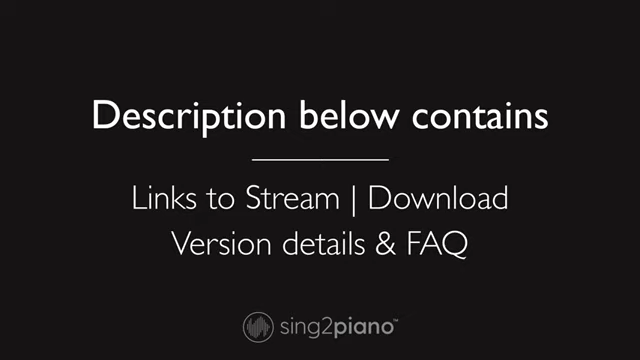 Description below contains
Links to Stream | Download
Version details & FAQ
sing2piano™